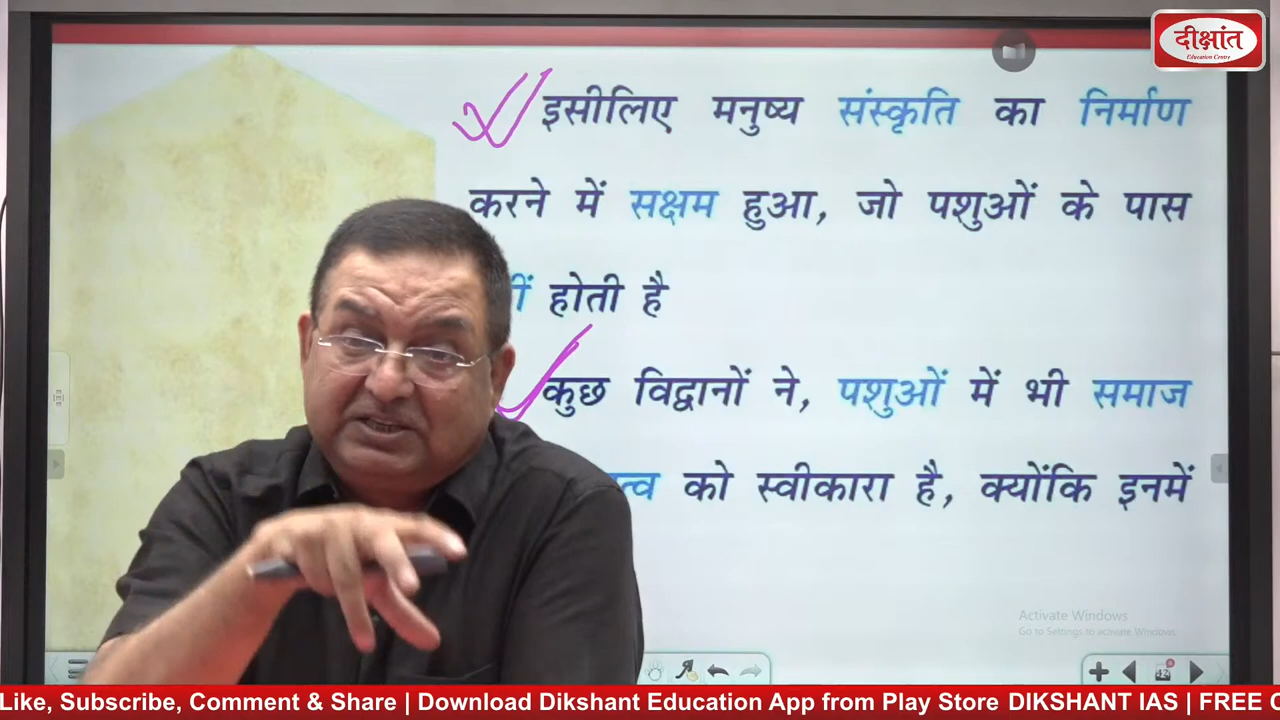 दीक्षांत
Education Centre
इसीलिए मनुष्य संस्कृति का निर्माण
करने में सक्षम हुआ, जो पशुओं के पास
होती है
कुछ विद्वानों ने, पशुओं में भी समाज
को स्वीकारा है, क्योंकि इनमें
Activate Windows
Go to Settings to activate Windows.
Like, Subscribe, Comment & Share | Download Dikshant Education App from Play Store DIKSHANT IAS | FREE